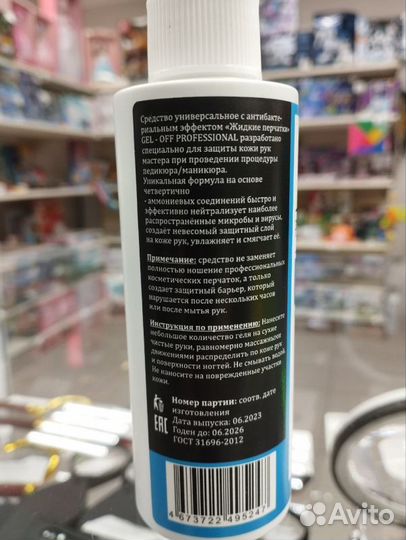 Средство универсальное с антибакте-
риальным эффектом «Жидкие перчатки»
GEL - OFF PROFESSIONAL разработано
специально для защиты кожи рук
мастера при проведении процедуры
педикюра/маникюра.
Уникальная формула на основе
четвертично
- аммониевых соединений быстро и
эффективно нейтрализует наиболее
распространённые микробы и вирусы,
создаёт невесомый защитный слой
на коже рук, увлажняет и смягчает её.
Примечание: средство не заменяет
полностью ношение профессиональных
косметических перчаток, а только
создает защитный барьер, который
нарушается после нескольких часов
или после мытья рук.
Инструкция по применению: Нанесите
небольшое количество геля на сухие
чистые руки, равномерно массажными
движениями распределить по коже рук
и поверхности ногтей. Не смывать водой.
Не наносите на поврежденные участки
кожи.
Номер партии: соотв. дате
изготовления
Дата выпуска: 06.2023
Годен до: 06.2026
ГОСТ 31696-2012
EAC
4 673722 495247
Avito